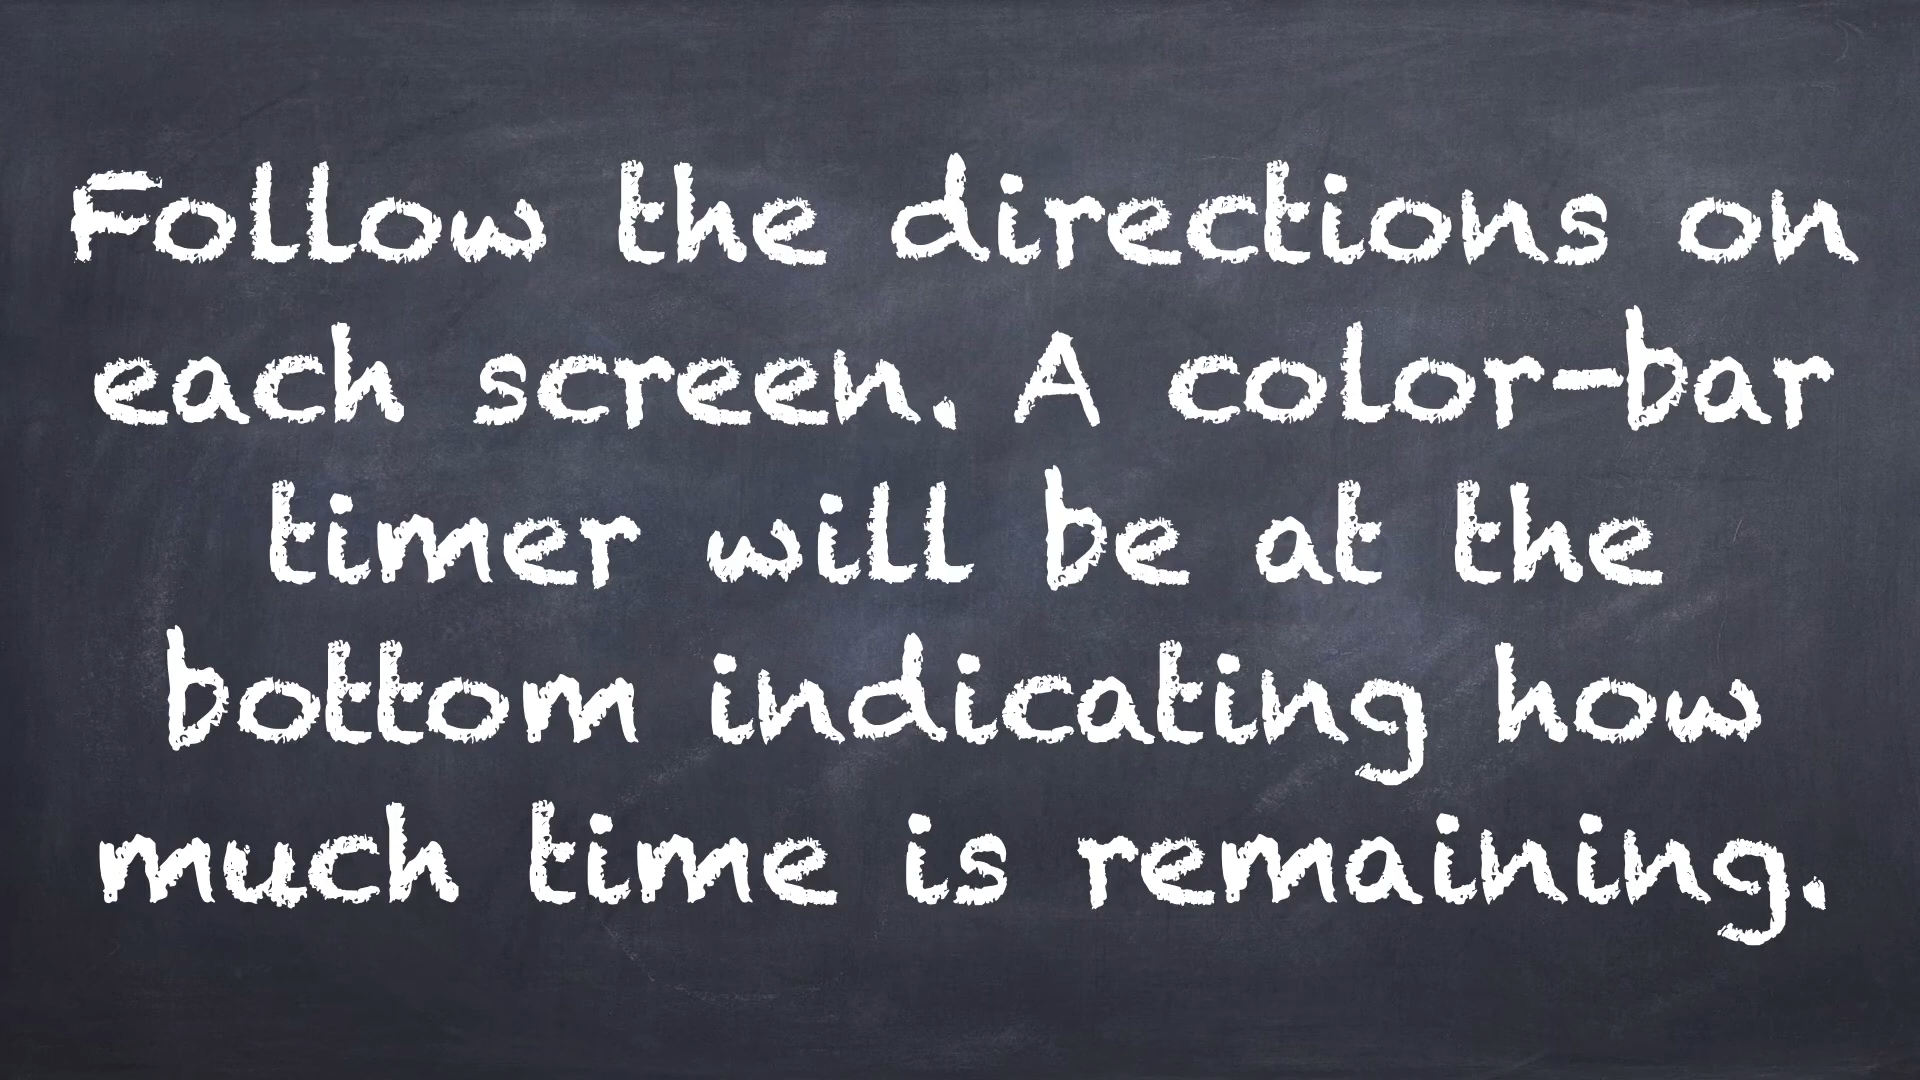 Follow the directions on
each screen. A color-bar
timer will be at the
bottom indicating how
much time is remaining.